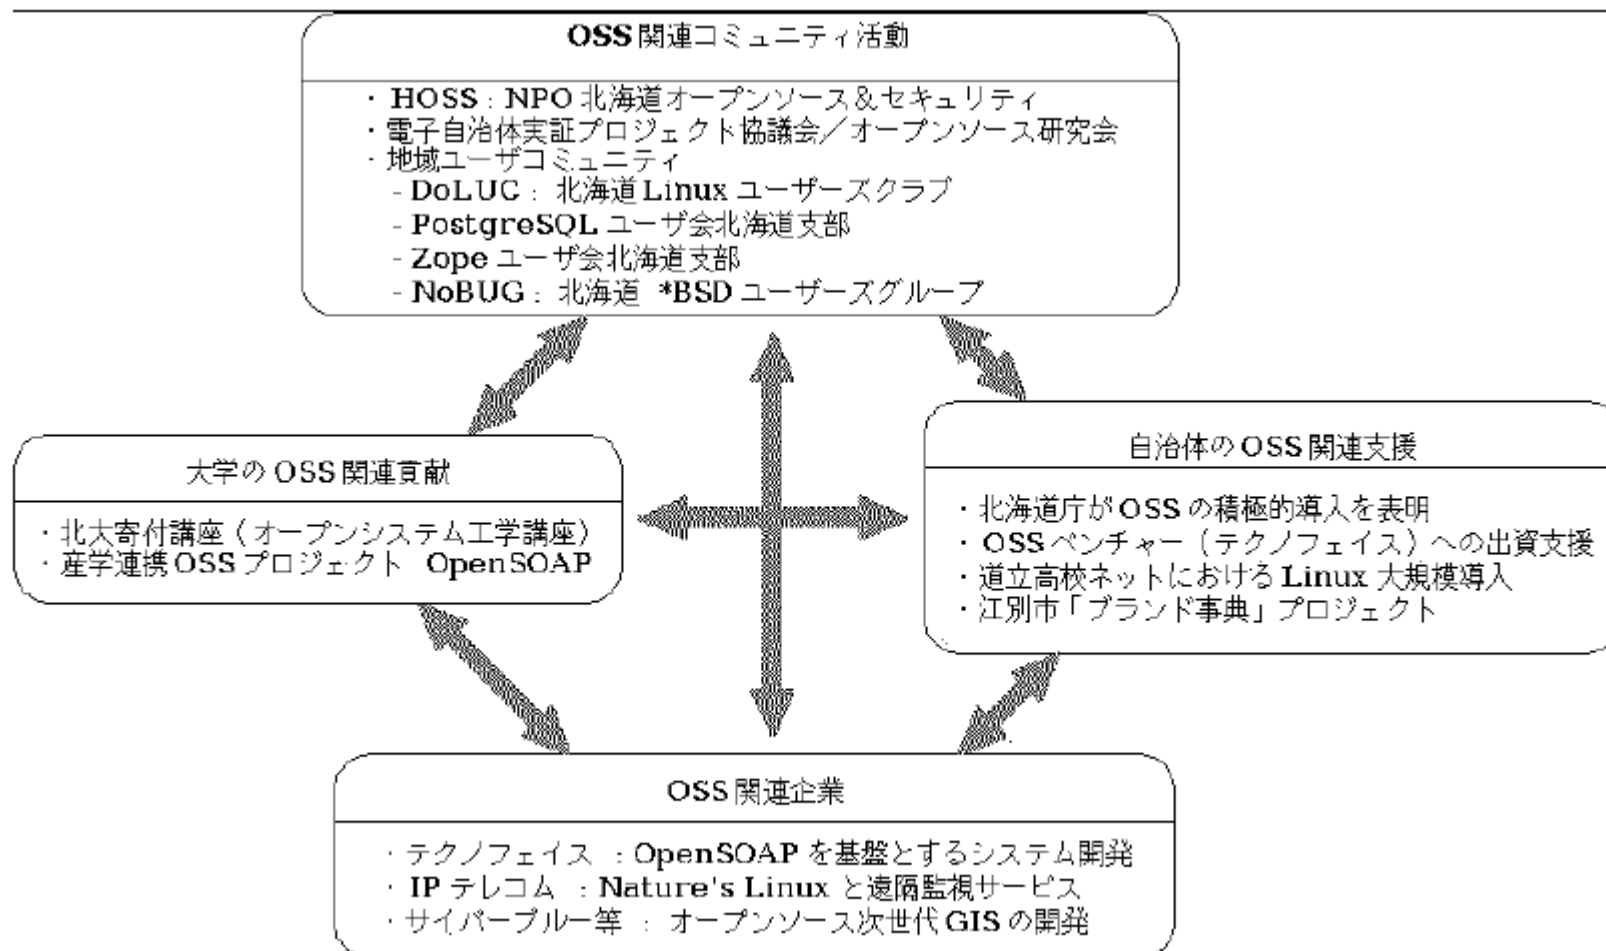 OSS 関連コミュニティ活動
・ HOSS : NPO 北海道オープンソース＆セキュリティ
・ 電子自治体実証プロジェクト協議会／オープンソース研究会
・ 地域ユーザコミュニティ
- DoLUC : 北海道 Linux ユーザーズクラブ
- PostgreSQL ユーザ会北海道支部
- Zope ユーザ会北海道支部
- NoBUG : 北海道 *BSD ユーザーズグループ
大学の OSS 関連貢献
・ 北大寄付講座（オープンシステム工学講座）
・ 産学連携 OSS プロジェクト OpenSOAP
自治体の OSS 関連支援
・ 北海道庁が OSS の積極的導入を表明
・ OSS ベンチャー（テクノフェイス）への出資支援
・ 道立高校ネットにおける Linux 大規模導入
・ 江別市「ブランド事典」プロジェクト
OSS 関連企業
・ テクノフェイス : OpenSOAP を基盤とするシステム開発
・ IP テレコム : Nature's Linux と遠隔監視サービス
・ サイバーブルー等 : オープンソース次世代 GIS の開発